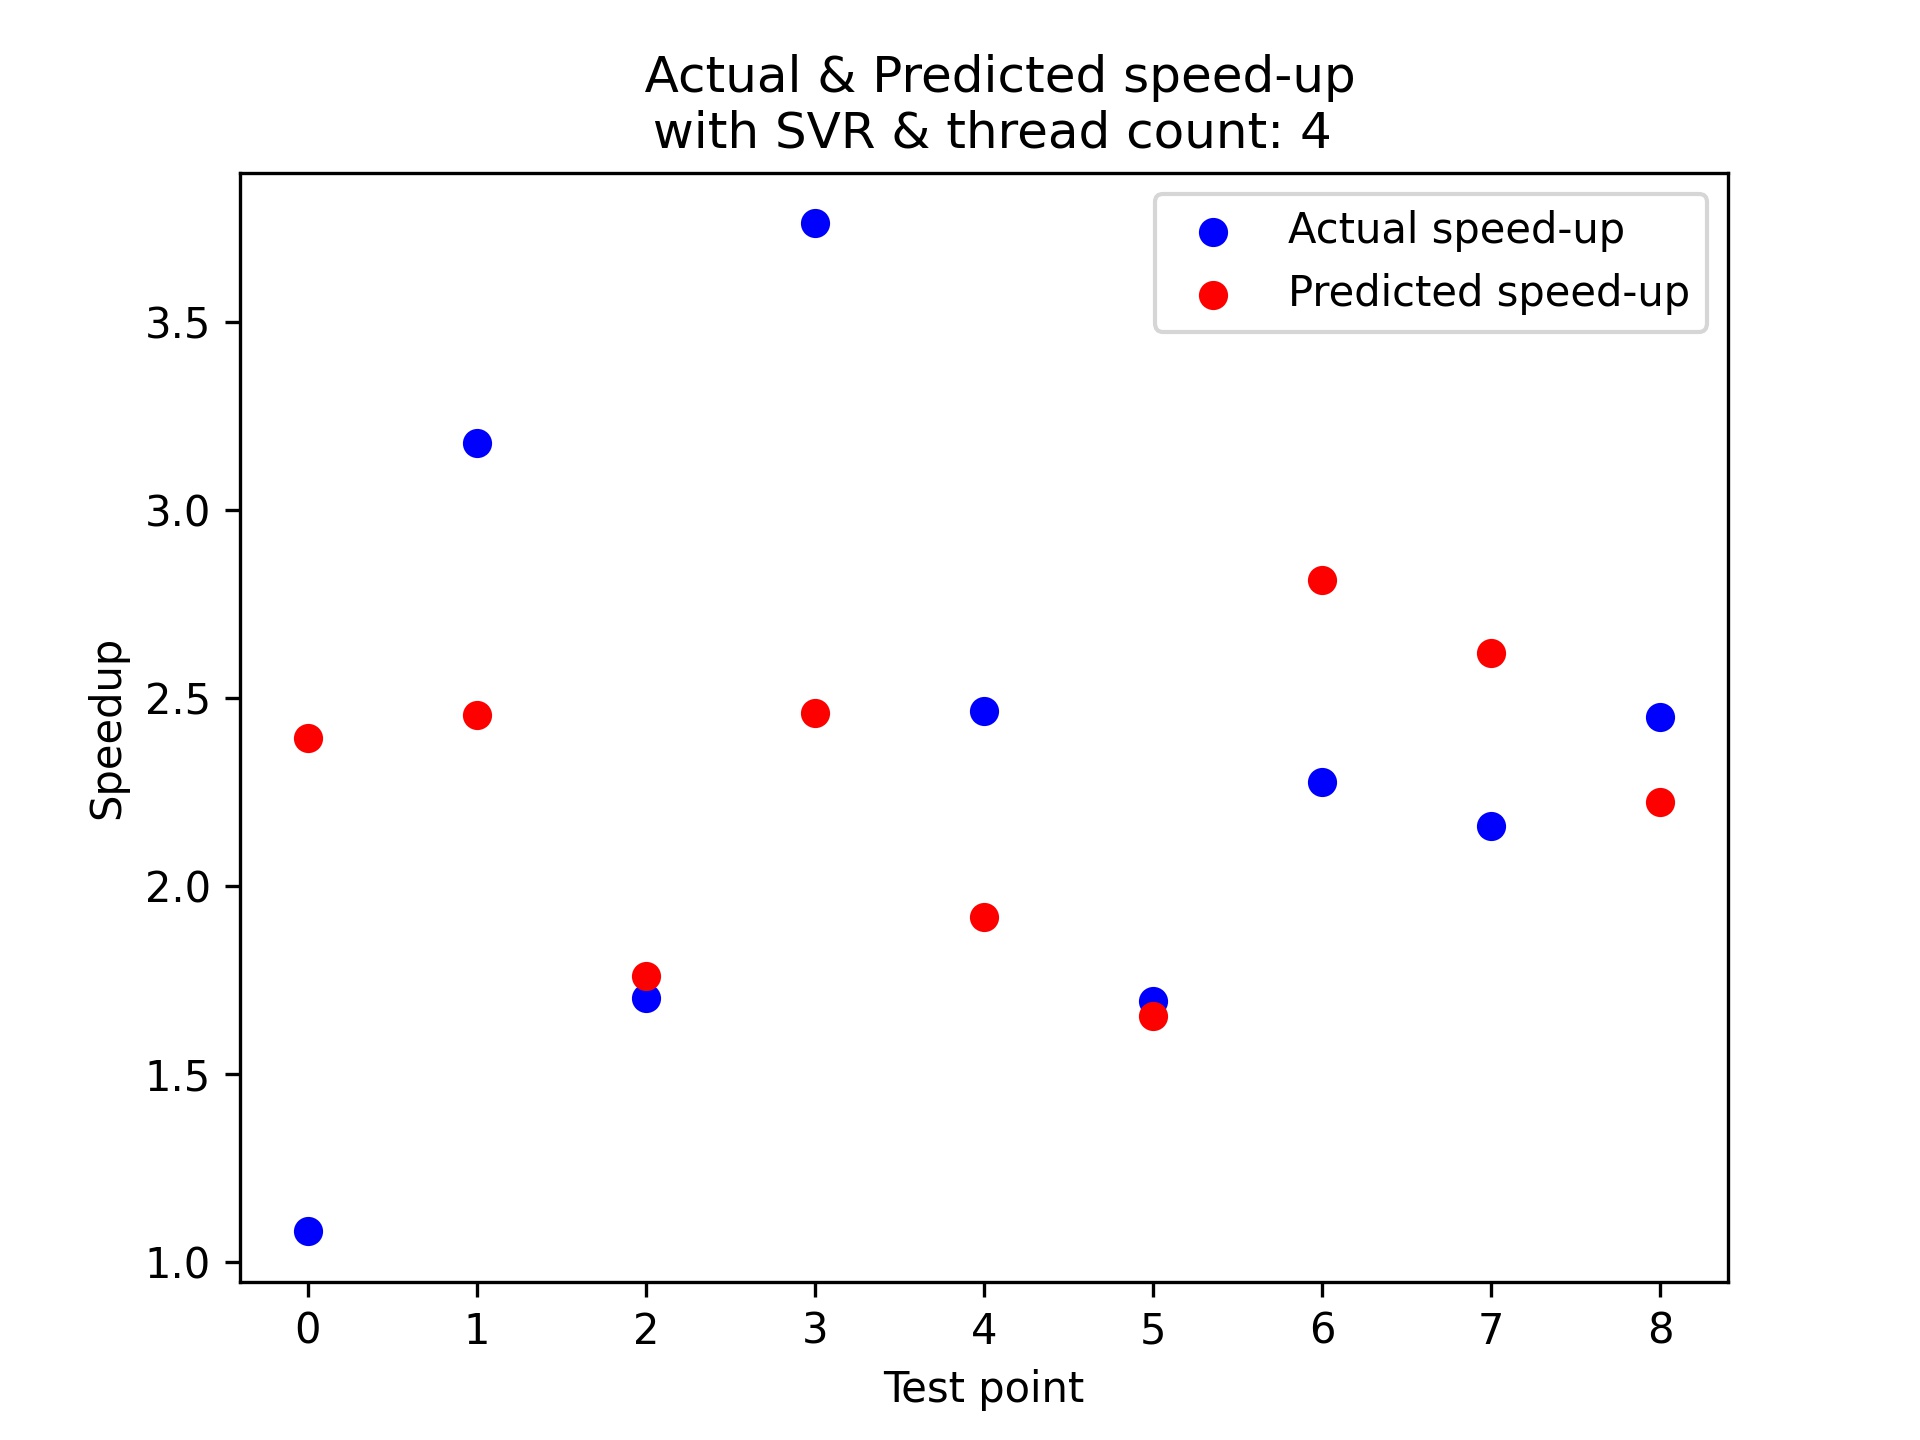 Actual & Predicted speed-up
with SVR & thread count: 4
Actual speed-up
Predicted speed-up
Speedup
3.5
3.0
2.5
2.0
1.5
1.0
0 1 2 3 4 5 6 7 8
Test point